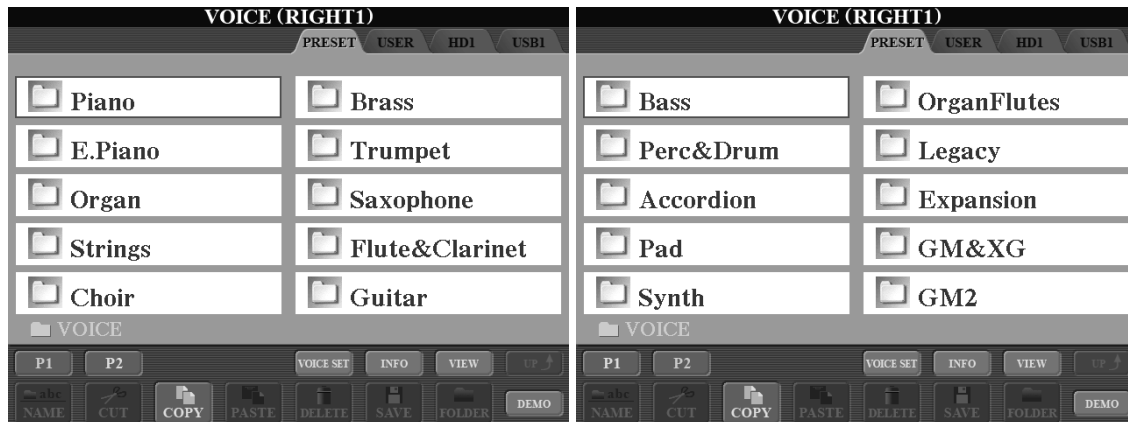 VOICE (RIGHT1)
PRESET USER HD1 USB1
Piano Brass
E.Piano Trumpet
Organ Saxophone
Strings Flute&Clarinet
Choir Guitar
VOICE
P1 P2 VOICE SET INFO VIEW UP
abc
NAME CUT COPY PASTE DELETE SAVE FOLDER DEMO
VOICE (RIGHT1)
PRESET USER HD1 USB1
Bass OrganFlutes
Perc&Drum Legacy
Accordion Expansion
Pad GM&XG
Synth GM2
VOICE
P1 P2 VOICE SET INFO VIEW UP
abc
NAME CUT COPY PASTE DELETE SAVE FOLDER DEMO